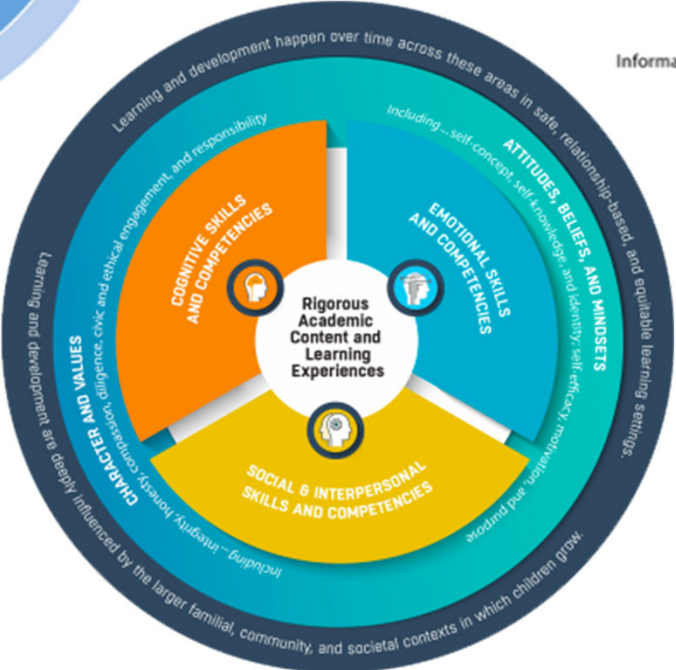 Informa
Learning and development happen over time across these areas in safe, relationship-based, and equitable learning settings.
Including...self-concept, self-knowledge, and identity; self-efficacy, motivation, and purpose
ATTITUDES, BELIEFS, AND MINDSETS
COGNITIVE SKILLS
AND COMPETENCIES
EMOTIONAL SKILLS
AND COMPETENCIES
Rigorous
Academic
Content and
Learning
Experiences
SOCIAL & INTERPERSONAL
SKILLS AND COMPETENCIES
CHARACTER AND VALUES
Including...integrity, honesty, compassion, diligence, civic and ethical engagement, and responsibility
Learning and development are deeply influenced by the larger familial, community, and societal contexts in which children grow.